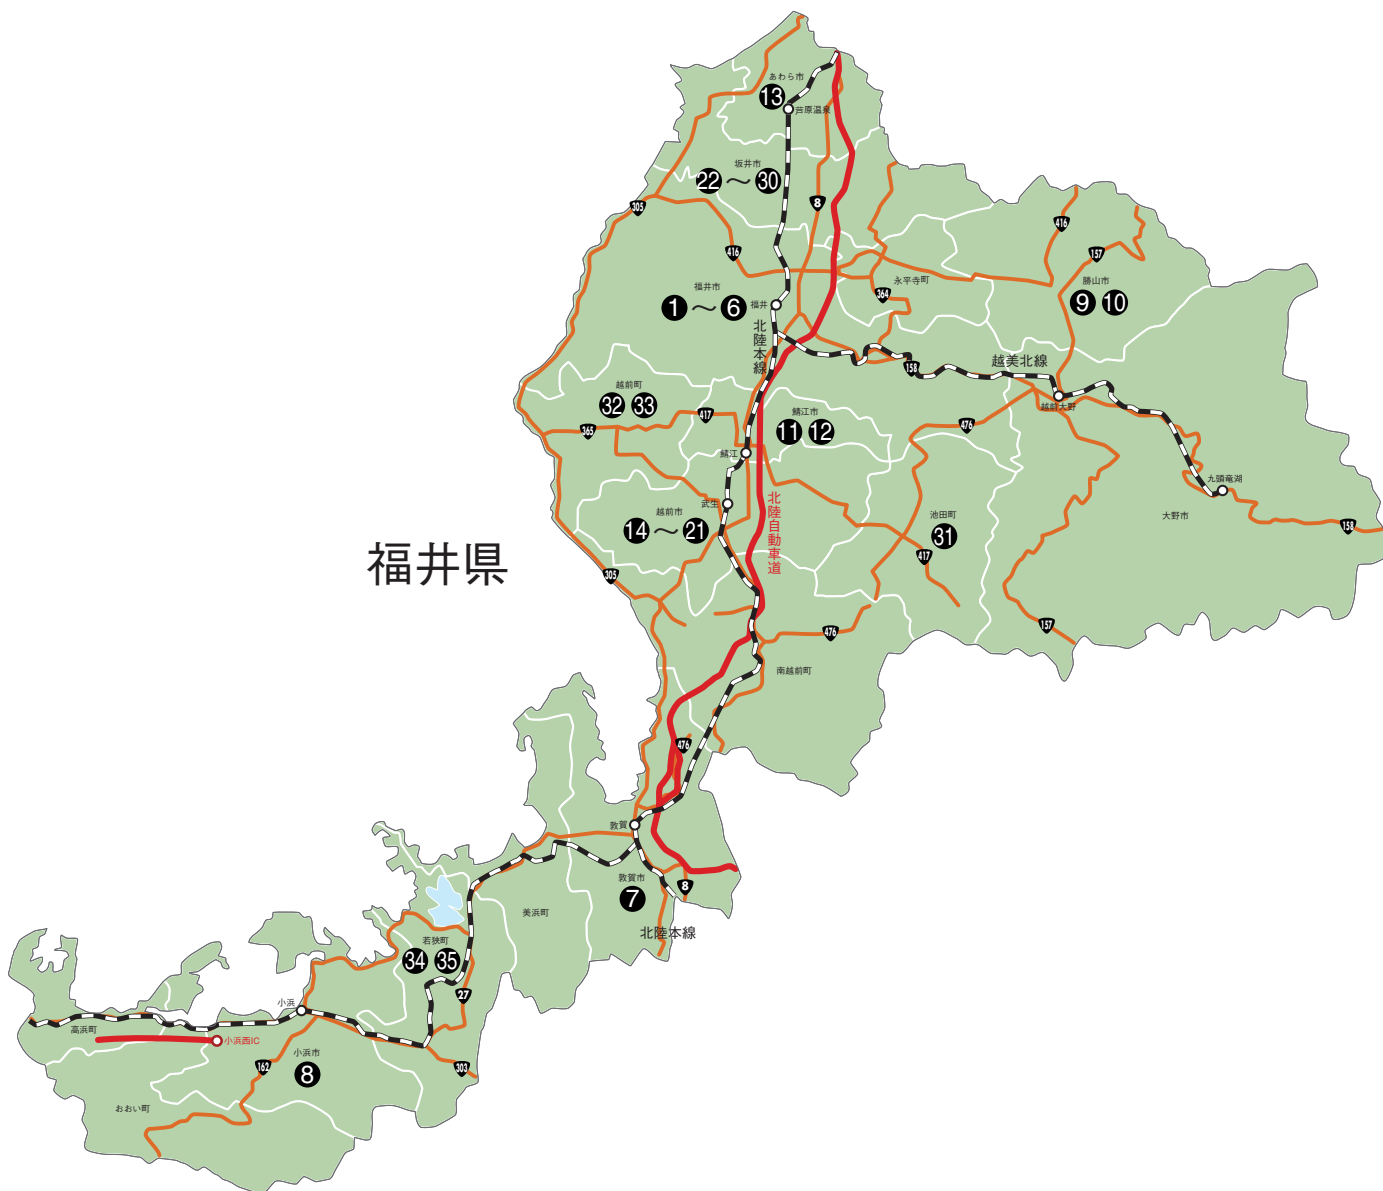 あわら市
13
芦原温泉
坂井市
22 〜 30
8
305
416
416
157
福井市
1 〜 6
福井
永平寺町
364
勝山市
9 10
北陸本線
越美北線
158
越前町
32 33
417
365
鯖江市
11 12
鯖江
476
越前大野
九頭竜湖
大野市
158
武生
越前市
14 〜 21
北陸自動車道
池田町
31
417
福井県
305
476
157
南越前町
476
敦賀
敦賀市
7
8
北陸本線
美浜町
若狭町
34 35
27
小浜
高浜町
小浜西IC
小浜市
8
162
303
おおい町